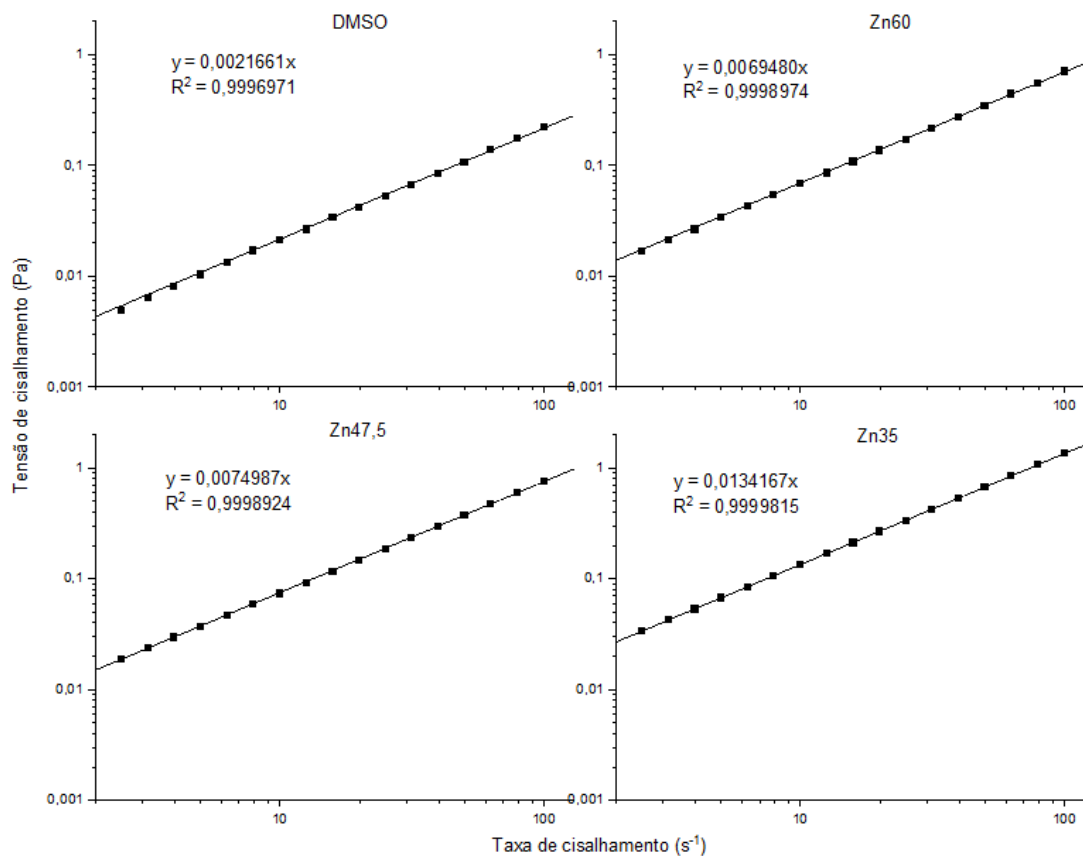 DMSO
y = 0,0021661x
R² = 0,9996971
1
0,1
0,01
0,001
10
100
Zn60
y = 0,0069480x
R² = 0,9998974
1
0,1
0,01
0,001
10
100
Tensão de cisalhamento (Pa)
Zn47,5
y = 0,0074987x
R² = 0,9998924
1
0,1
0,01
0,001
10
100
Zn35
y = 0,0134167x
R² = 0,9999815
1
0,1
0,01
0,001
10
100
Taxa de cisalhamento (s⁻¹)